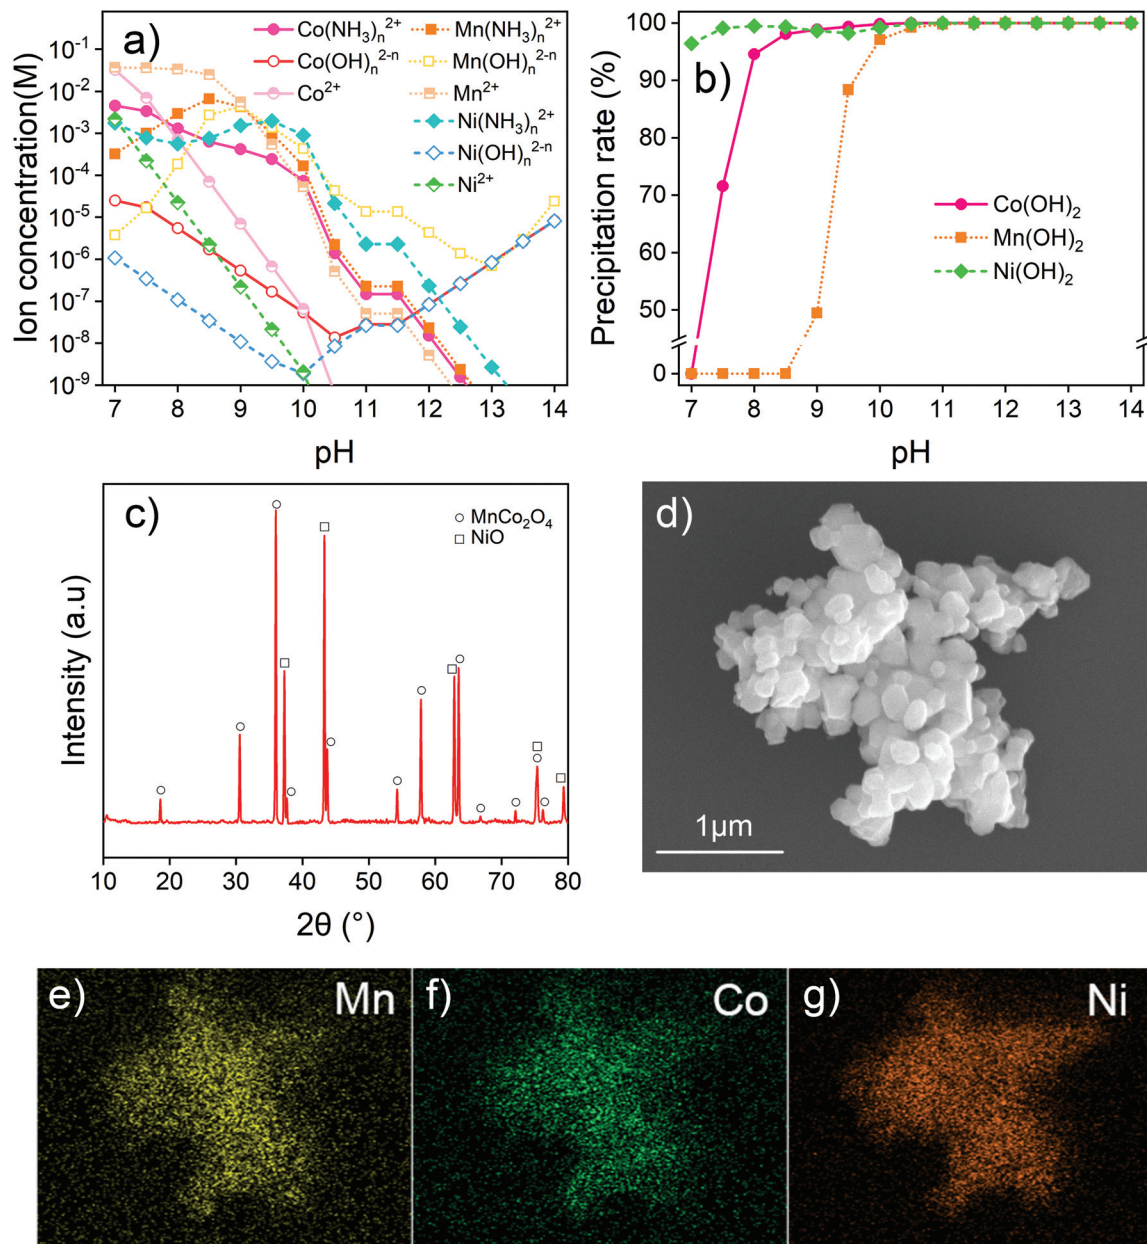 a)
Co(NH₃)ₙ²⁺
Mn(NH₃)ₙ²⁺
Co(OH)ₙ²⁻ⁿ
Mn(OH)ₙ²⁻ⁿ
Co²⁺
Mn²⁺
Ni(NH₃)ₙ²⁺
Ni(OH)ₙ²⁻ⁿ
Ni²⁺
Ion concentration(M)
10⁻¹
10⁻²
10⁻³
10⁻⁴
10⁻⁵
10⁻⁶
10⁻⁷
10⁻⁸
10⁻⁹
7 8 9 10 11 12 13 14
pH
b)
Precipitation rate (%)
100
90
80
70
60
50
0
Co(OH)₂
Mn(OH)₂
Ni(OH)₂
7 8 9 10 11 12 13 14
pH
c)
MnCo₂O₄
NiO
Intensity (a.u)
10 20 30 40 50 60 70 80
2θ (°)
d)
1μm
e) Mn
f) Co
g) Ni